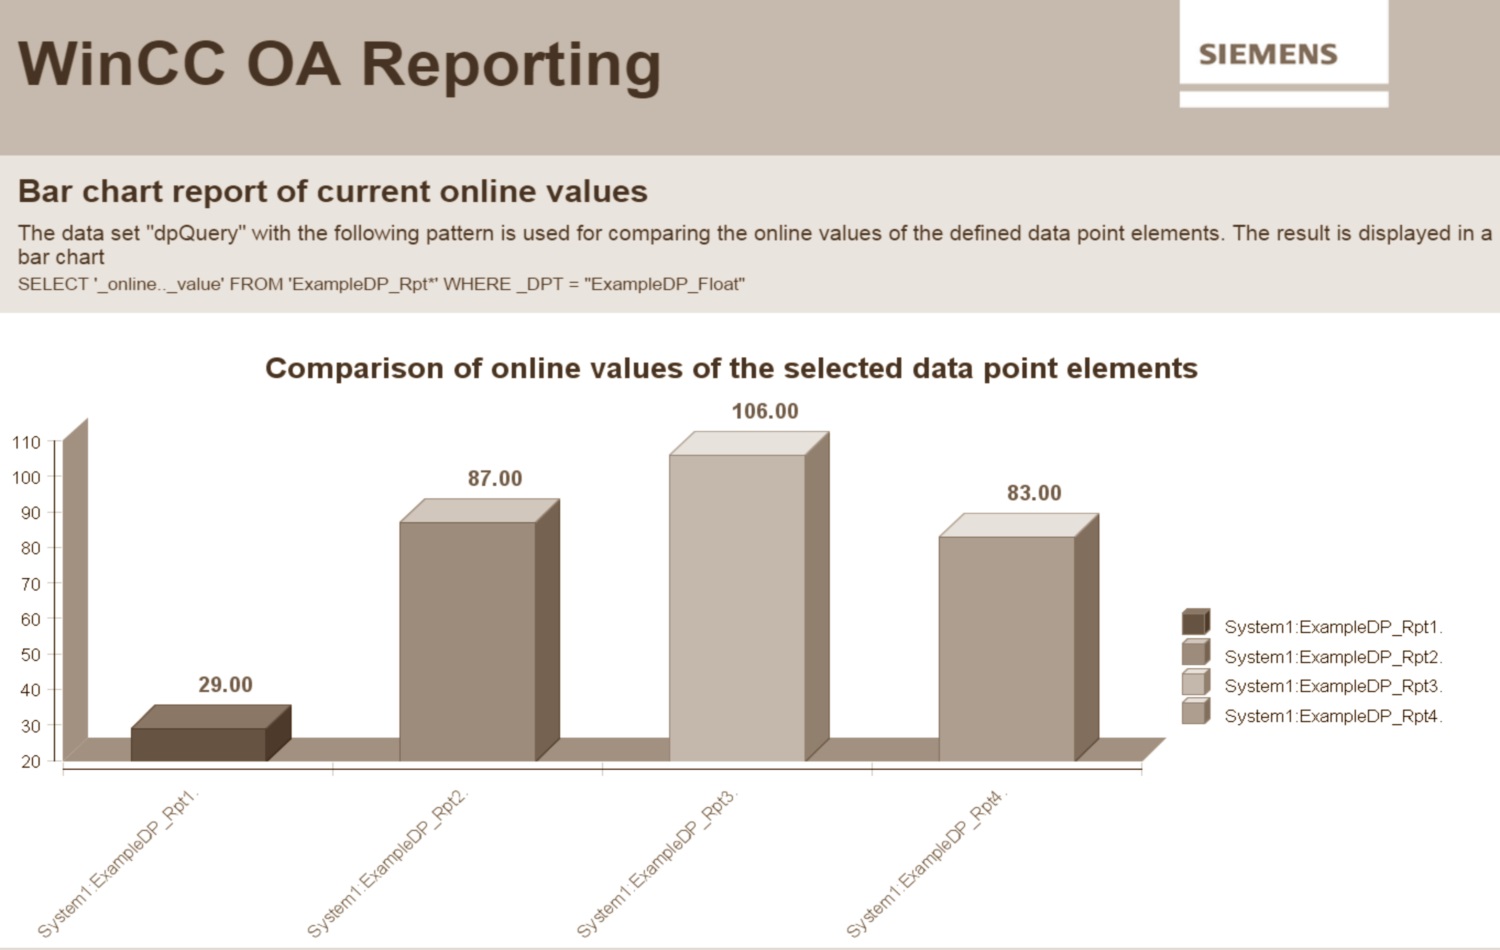 WinCC OA Reporting
SIEMENS
Bar chart report of current online values
The data set "dpQuery" with the following pattern is used for comparing the online values of the defined data point elements. The result is displayed in a
bar chart
SELECT '_online.._value' FROM 'ExampleDP_Rpt*' WHERE _DPT = "ExampleDP_Float"
Comparison of online values of the selected data point elements
106.00
87.00
83.00
29.00
110
100
90
80
70
60
50
40
30
20
System1:ExampleDP_Rpt1.
System1:ExampleDP_Rpt2.
System1:ExampleDP_Rpt3.
System1:ExampleDP_Rpt4.
System1:ExampleDP_Rpt1.
System1:ExampleDP_Rpt2.
System1:ExampleDP_Rpt3.
System1:ExampleDP_Rpt4.